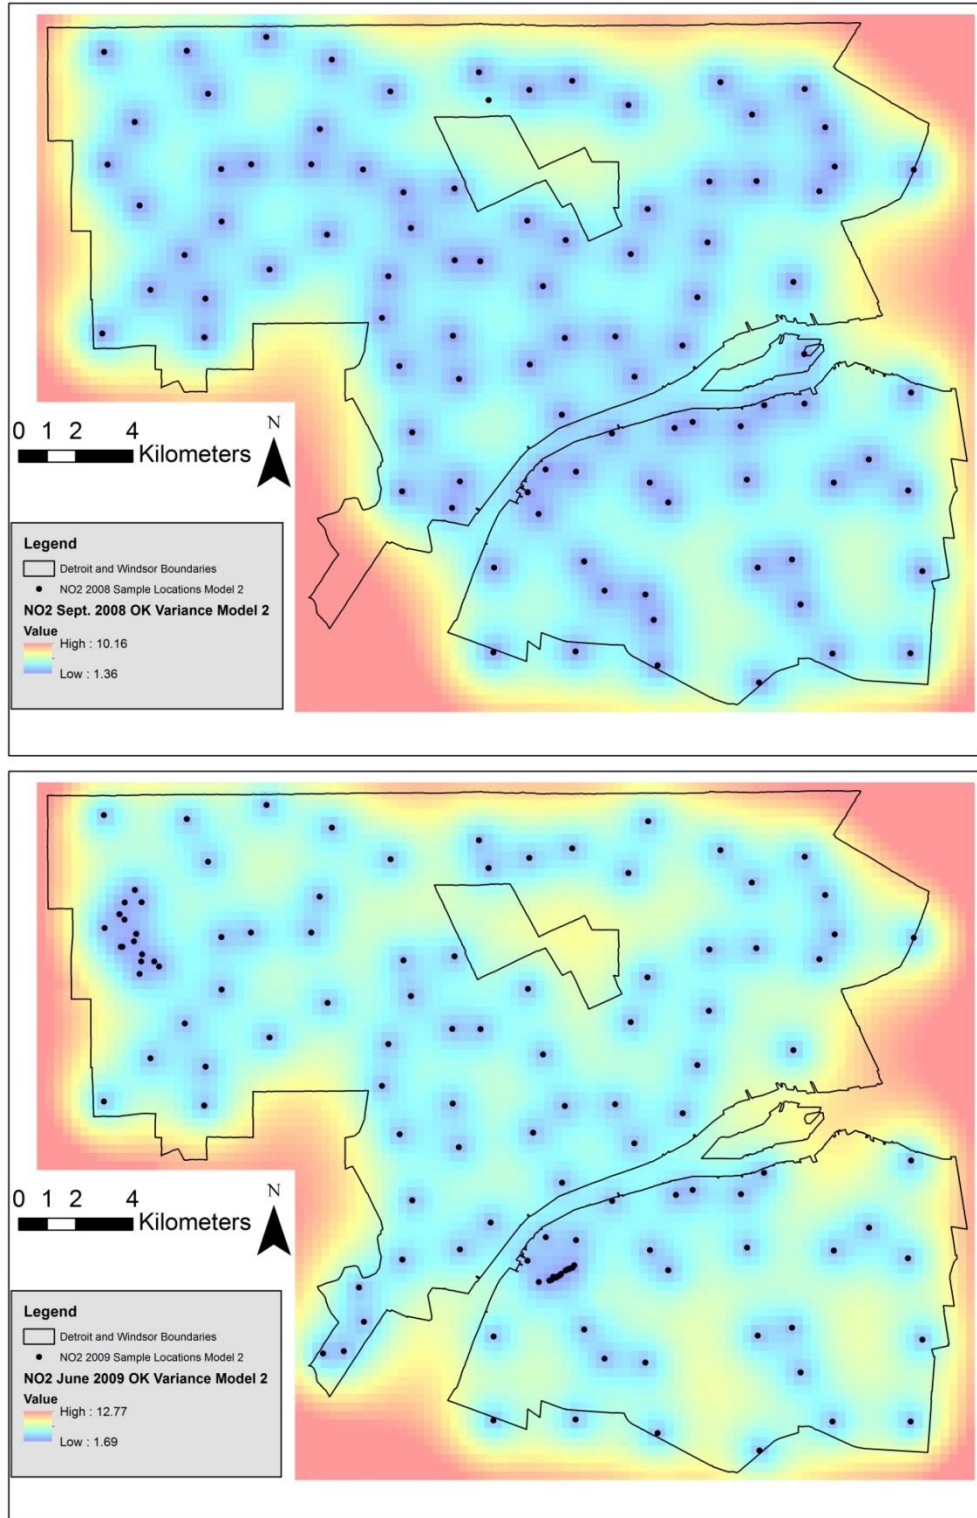 N
0 1 2 4
Kilometers
Legend
Detroit and Windsor Boundaries
NO2 2008 Sample Locations Model 2
NO2 Sept. 2008 OK Variance Model 2
Value
High : 10.16
Low : 1.36
N
0 1 2 4
Kilometers
Legend
Detroit and Windsor Boundaries
NO2 2009 Sample Locations Model 2
NO2 June 2009 OK Variance Model 2
Value
High : 12.77
Low : 1.69